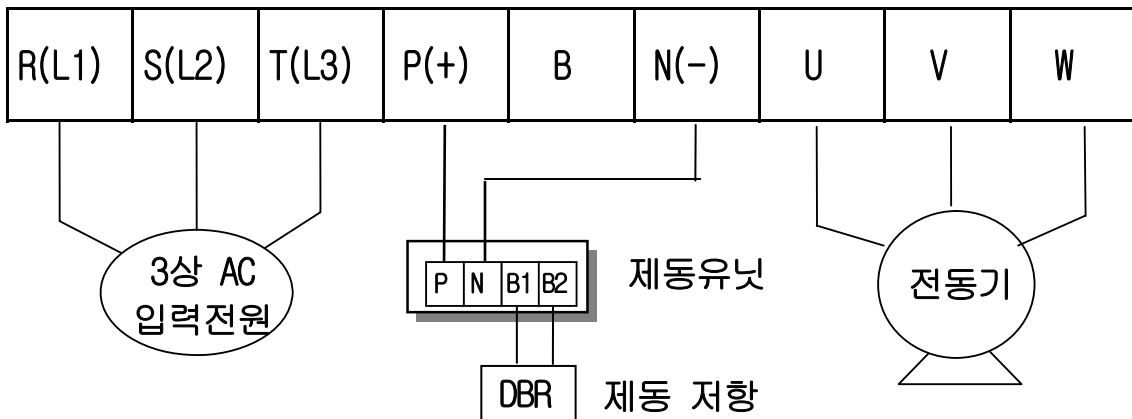 R(L1) S(L2) T(L3) P(+) B N(-) U V W
3상 AC
입력전원
P N B1 B2
제동유닛
전동기
DBR
제동 저항